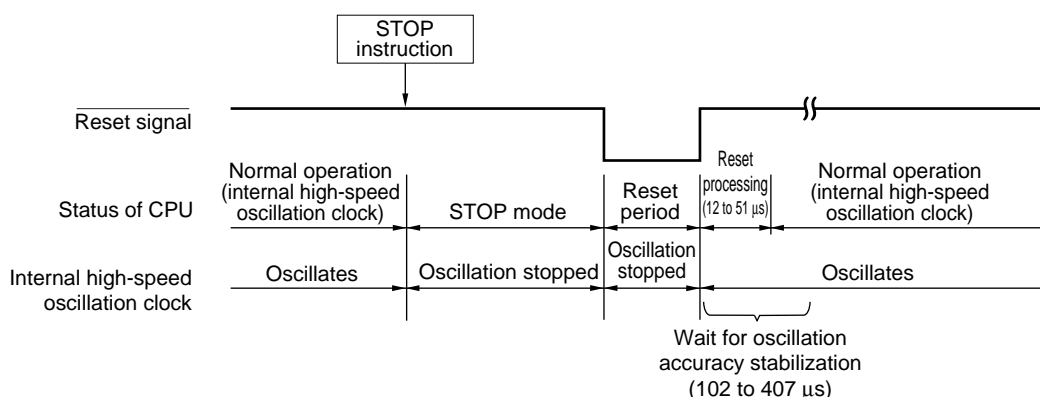 STOP
instruction
Reset signal
Status of CPU
Normal operation
(internal high-speed
oscillation clock)
STOP mode
Reset
period
Reset
processing
(12 to 51 µs)
Normal operation
(internal high-speed
oscillation clock)
Internal high-speed
oscillation clock
Oscillates
Oscillation stopped
Oscillation
stopped
Oscillates
Wait for oscillation
accuracy stabilization
(102 to 407 µs)